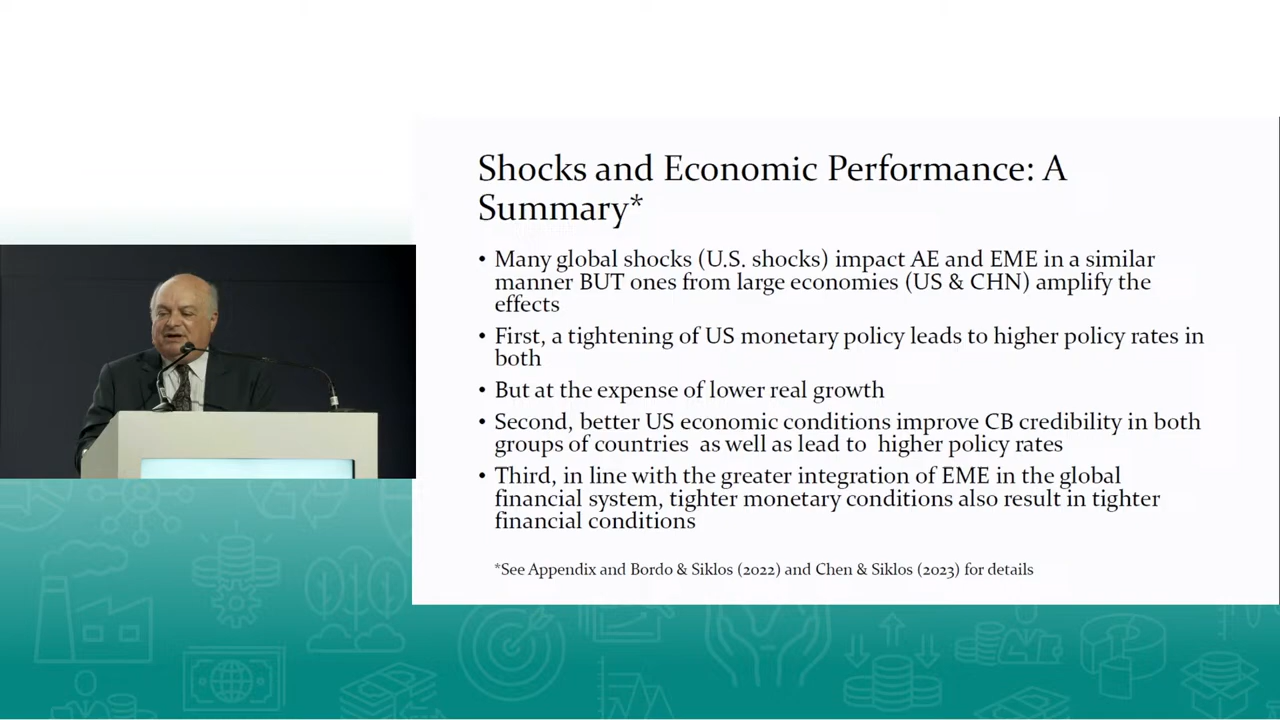 Shocks and Economic Performance: A
Summary*
• Many global shocks (U.S. shocks) impact AE and EME in a similar
manner BUT ones from large economies (US & CHN) amplify the
effects
• First, a tightening of US monetary policy leads to higher policy rates in
both
• But at the expense of lower real growth
• Second, better US economic conditions improve CB credibility in both
groups of countries as well as lead to higher policy rates
• Third, in line with the greater integration of EME in the global
financial system, tighter monetary conditions also result in tighter
financial conditions
*See Appendix and Bordo & Siklos (2022) and Chen & Siklos (2023) for details